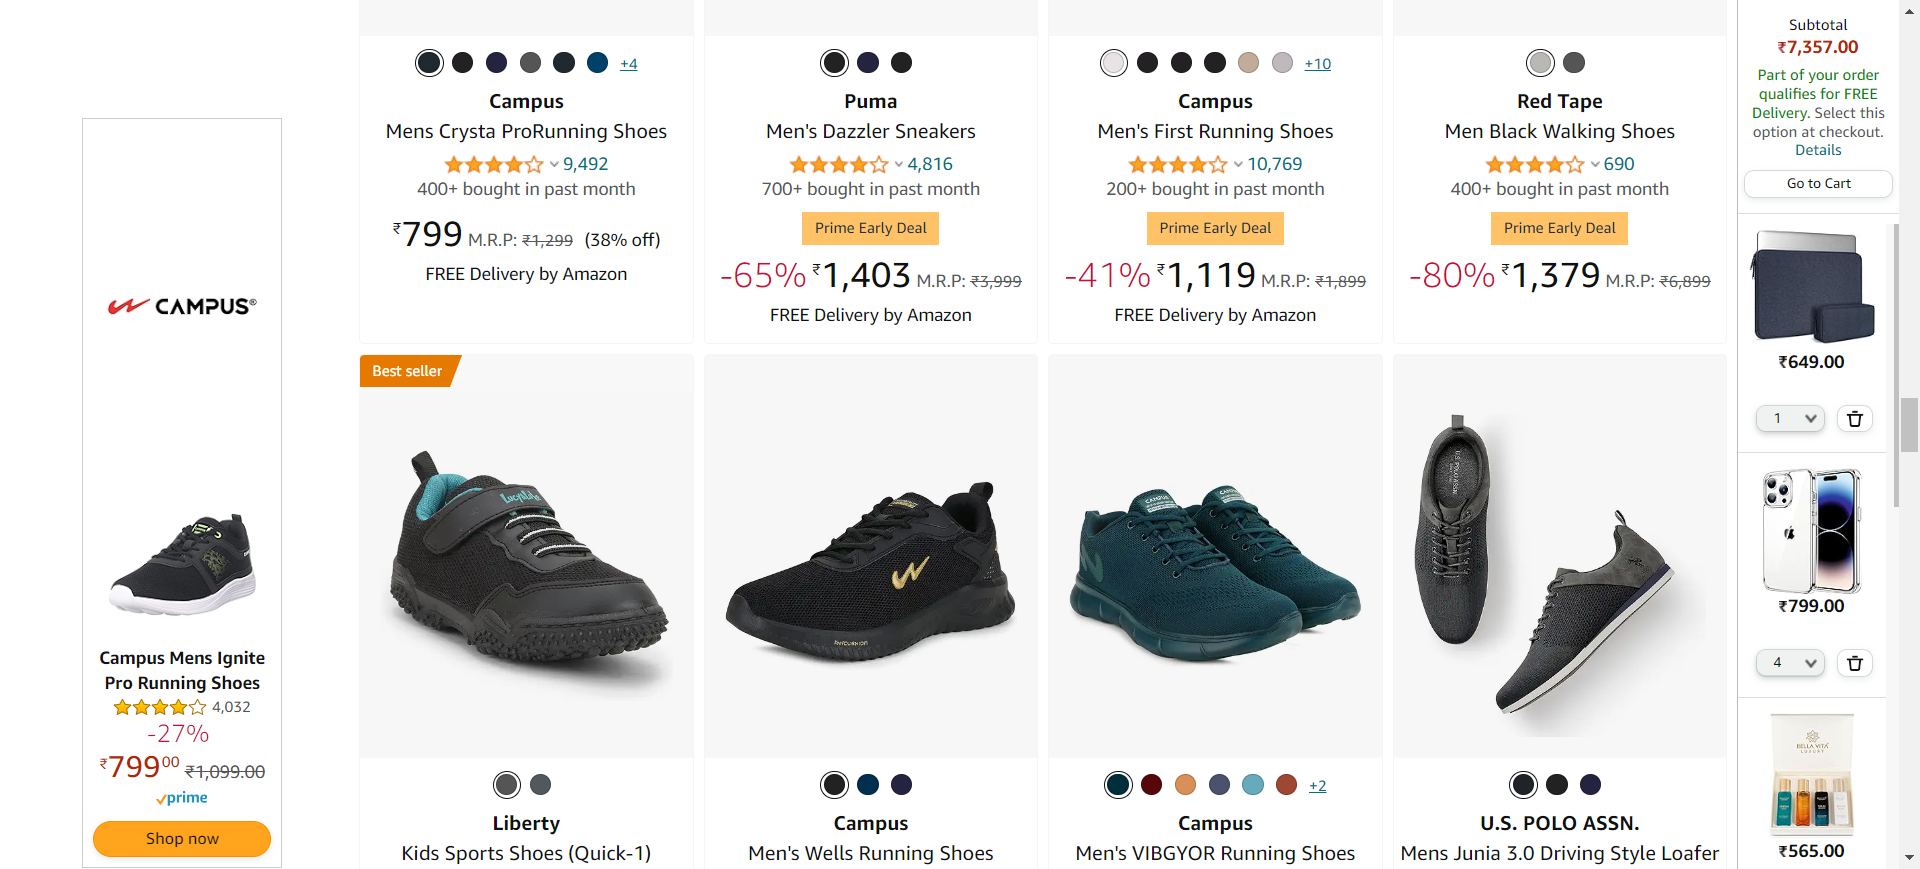 CAMPUS®
Campus Mens Ignite
Pro Running Shoes
4,032
-27%
₹799⁰⁰ ₹1,099.00
prime
Shop now
+4
Campus
Mens Crysta ProRunning Shoes
9,492
400+ bought in past month
₹799 M.R.P: ₹1,299 (38% off)
FREE Delivery by Amazon
Puma
Men's Dazzler Sneakers
4,816
700+ bought in past month
Prime Early Deal
-65% ₹1,403 M.R.P: ₹3,999
FREE Delivery by Amazon
+10
Campus
Men's First Running Shoes
10,769
200+ bought in past month
Prime Early Deal
-41% ₹1,119 M.R.P: ₹1,899
FREE Delivery by Amazon
Red Tape
Men Black Walking Shoes
690
400+ bought in past month
Prime Early Deal
-80% ₹1,379 M.R.P: ₹6,899
Best seller
Liberty
Kids Sports Shoes (Quick-1)
Campus
Men's Wells Running Shoes
CAMPUS
CAMPUS
+2
Campus
Men's VIBGYOR Running Shoes
U.S. POLO ASSN.
U.S. POLO ASSN.
Mens Junia 3.0 Driving Style Loafer
Subtotal
₹7,357.00
Part of your order
qualifies for FREE
Delivery. Select this
option at checkout.
Details
Go to Cart
₹649.00
1
₹799.00
4
BELLA VITA
LUXURY
₹565.00